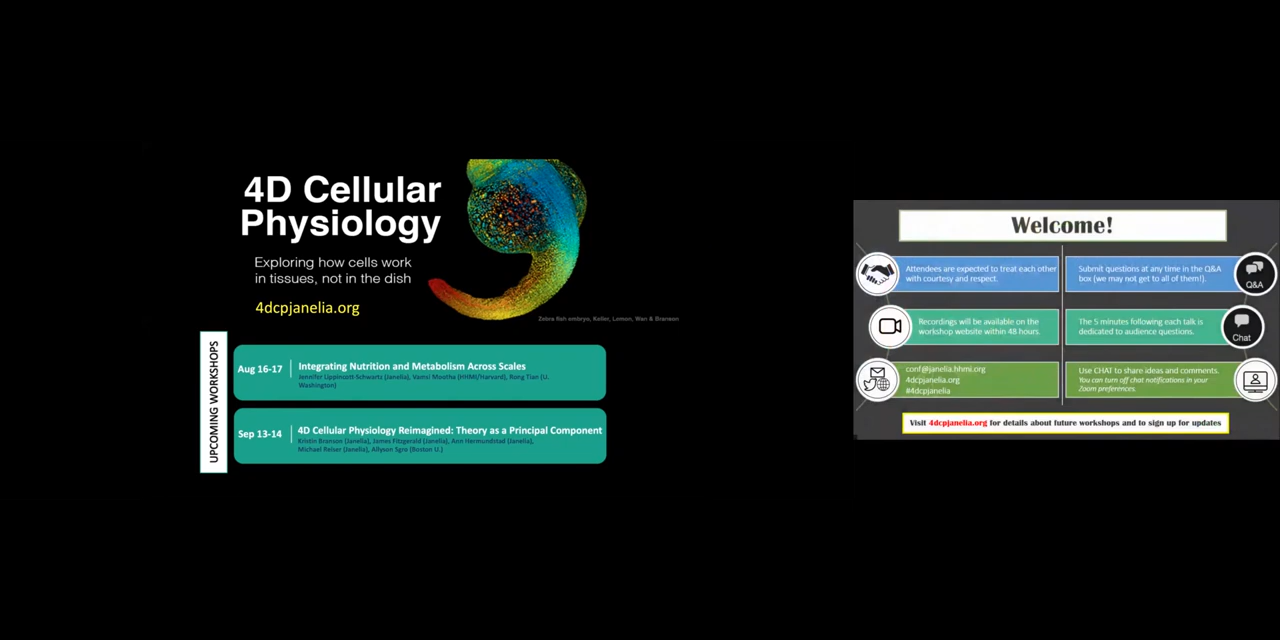 4D Cellular
Physiology
Exploring how cells work
in tissues, not in the dish
4dcpjanelia.org
Zebra fish embryo, Keller, Lomon, Wan & Branson
UPCOMING WORKSHOPS
Aug 16-17
Integrating Nutrition and Metabolism Across Scales
Jennifer Lippincott-Schwartz (Janelia), Vamsi Mootha (HHMI/Harvard), Rong Tian (U.
Washington)
Sep 13-14
4D Cellular Physiology Reimagined: Theory as a Principal Component
Kristin Branson (Janelia), James Fitzgerald (Janelia), Ann Hermundstad (Janelia),
Michael Reiser (Janelia), Allyson Sgro (Boston U.)
Welcome!
Attendees are expected to treat each other
with courtesy and respect.
Submit questions at any time in the Q&A
box (we may not get to all of them!).
Q&A
Recordings will be available on the
workshop website within 48 hours.
The 5 minutes following each talk is
dedicated to audience questions.
Chat
conf@janelia.hhmi.org
4dcpjanelia.org
#4dcpjanelia
Use CHAT to share ideas and comments.
You can turn off chat notifications in your
Zoom preferences.
Visit 4dcpjanelia.org for details about future workshops and to sign up for updates